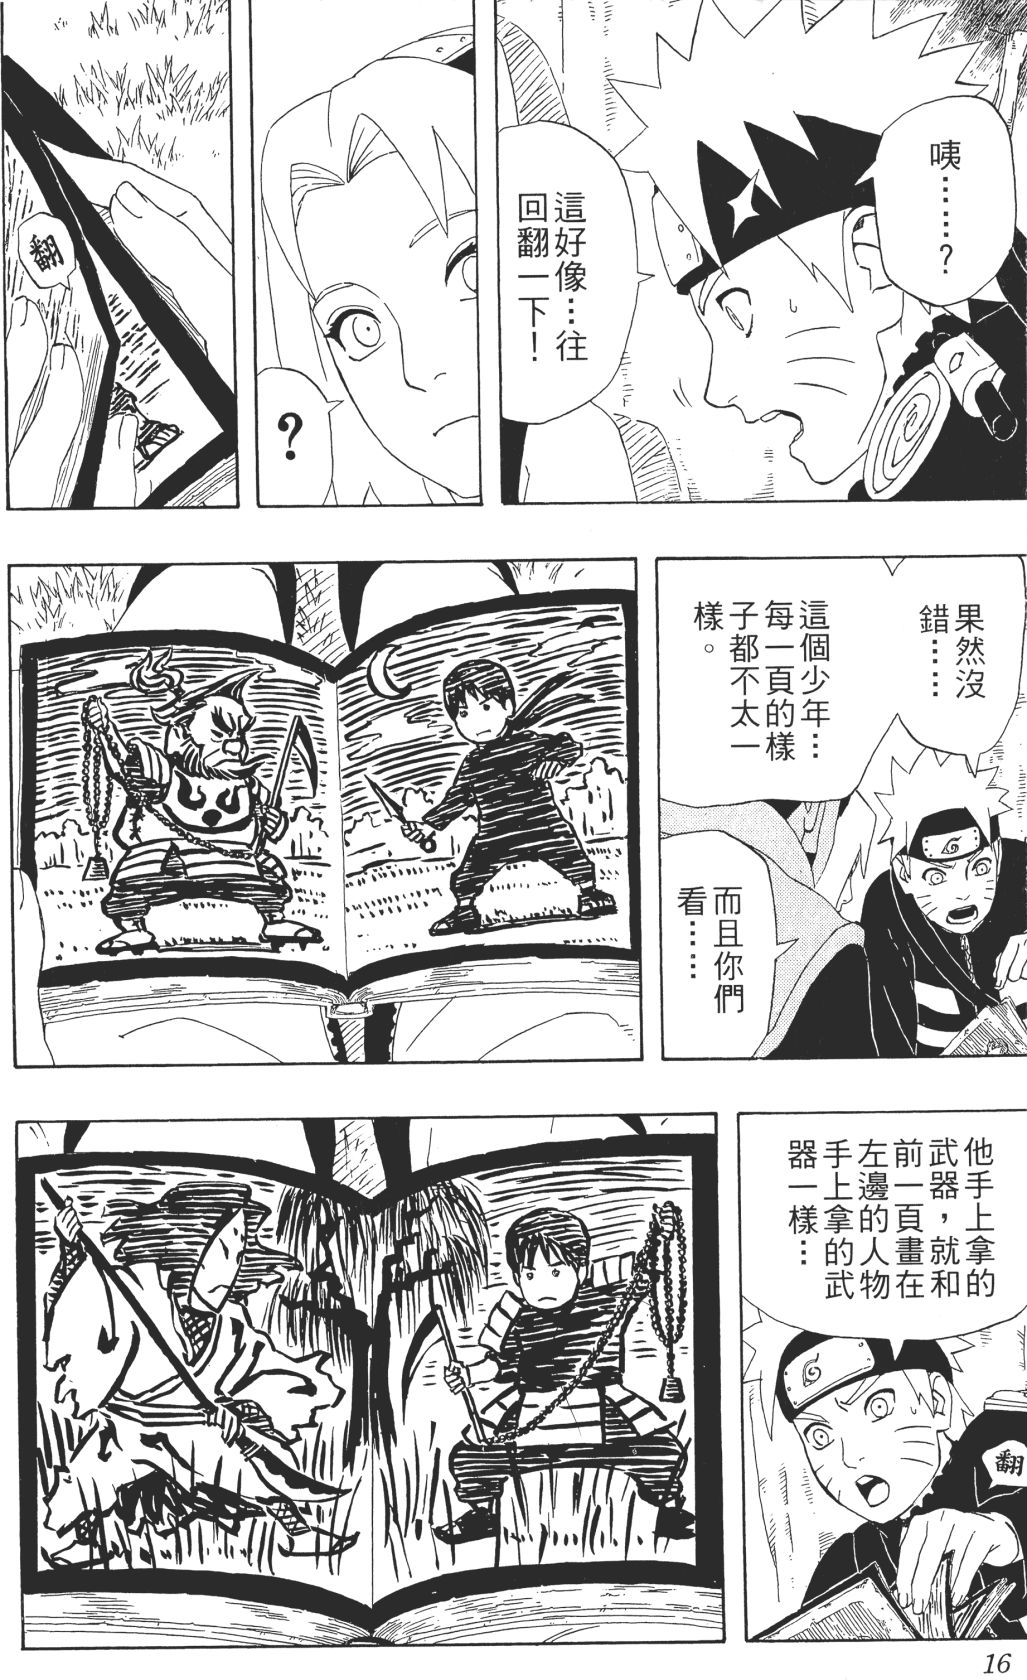 咦……?
這好像…往
回翻一下！
?
翻
果然沒
錯……
這個少年…
每一頁的樣
子都不太一
樣。
而且你們
看……
他手上拿的
武器，就和
前一頁畫在
左邊的人物
手上拿的武
器一樣…
翻
16